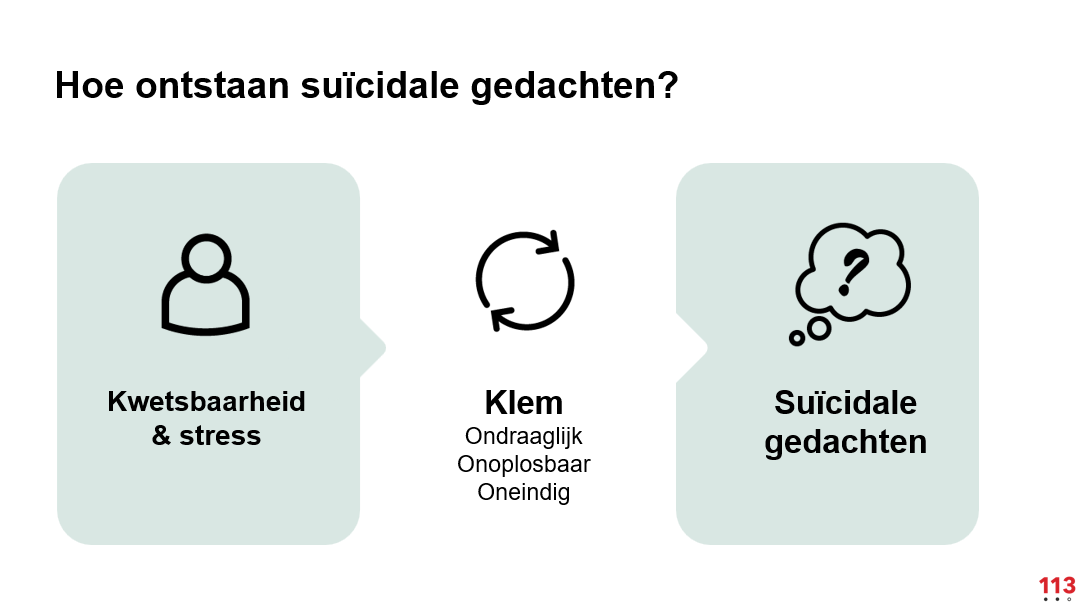 Hoe ontstaan suïcidale gedachten?
Kwetsbaarheid
& stress
Klem
Ondraaglijk
Onoplosbaar
Oneindig
?
Suïcidale
gedachten
113